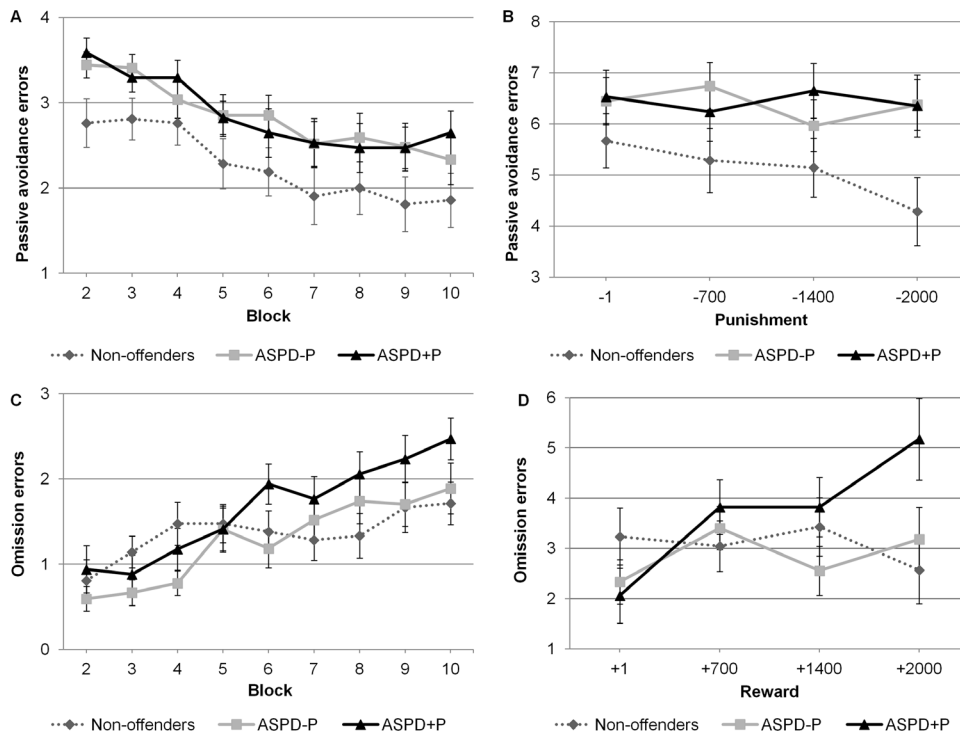 A
4
3
2
1
Passive avoidance errors
2 3 4 5 6 7 8 9 10
Block
Non-offenders ASPD-P ASPD+P
B
8
7
6
5
4
3
Passive avoidance errors
-1 -700 -1400 -2000
Punishment
Non-offenders ASPD-P ASPD+P
C
3
2
1
0
Omission errors
2 3 4 5 6 7 8 9 10
Block
Non-offenders ASPD-P ASPD+P
D
6
5
4
3
2
1
Omission errors
+1 +700 +1400 +2000
Reward
Non-offenders ASPD-P ASPD+P